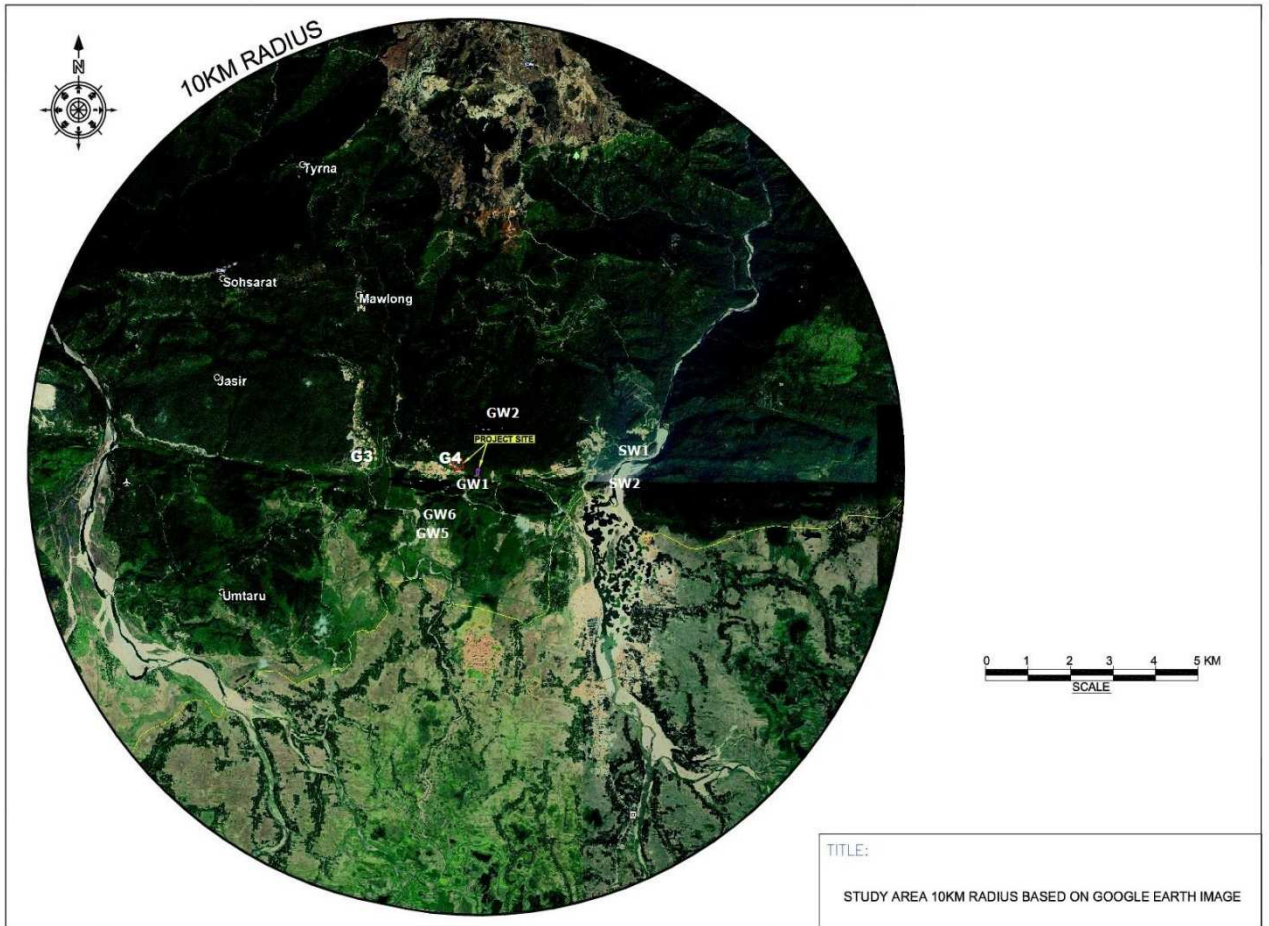 10KM RADIUS
N
Tyrna
Sohsarat
Mawlong
Jasir
GW2
PROJECT SITE
SW1
G3
G4
GW1
SW2
GW6
GW5
Umtaru
0 1 2 3 4 5 KM
SCALE
TITLE:
STUDY AREA 10KM RADIUS BASED ON GOOGLE EARTH IMAGE